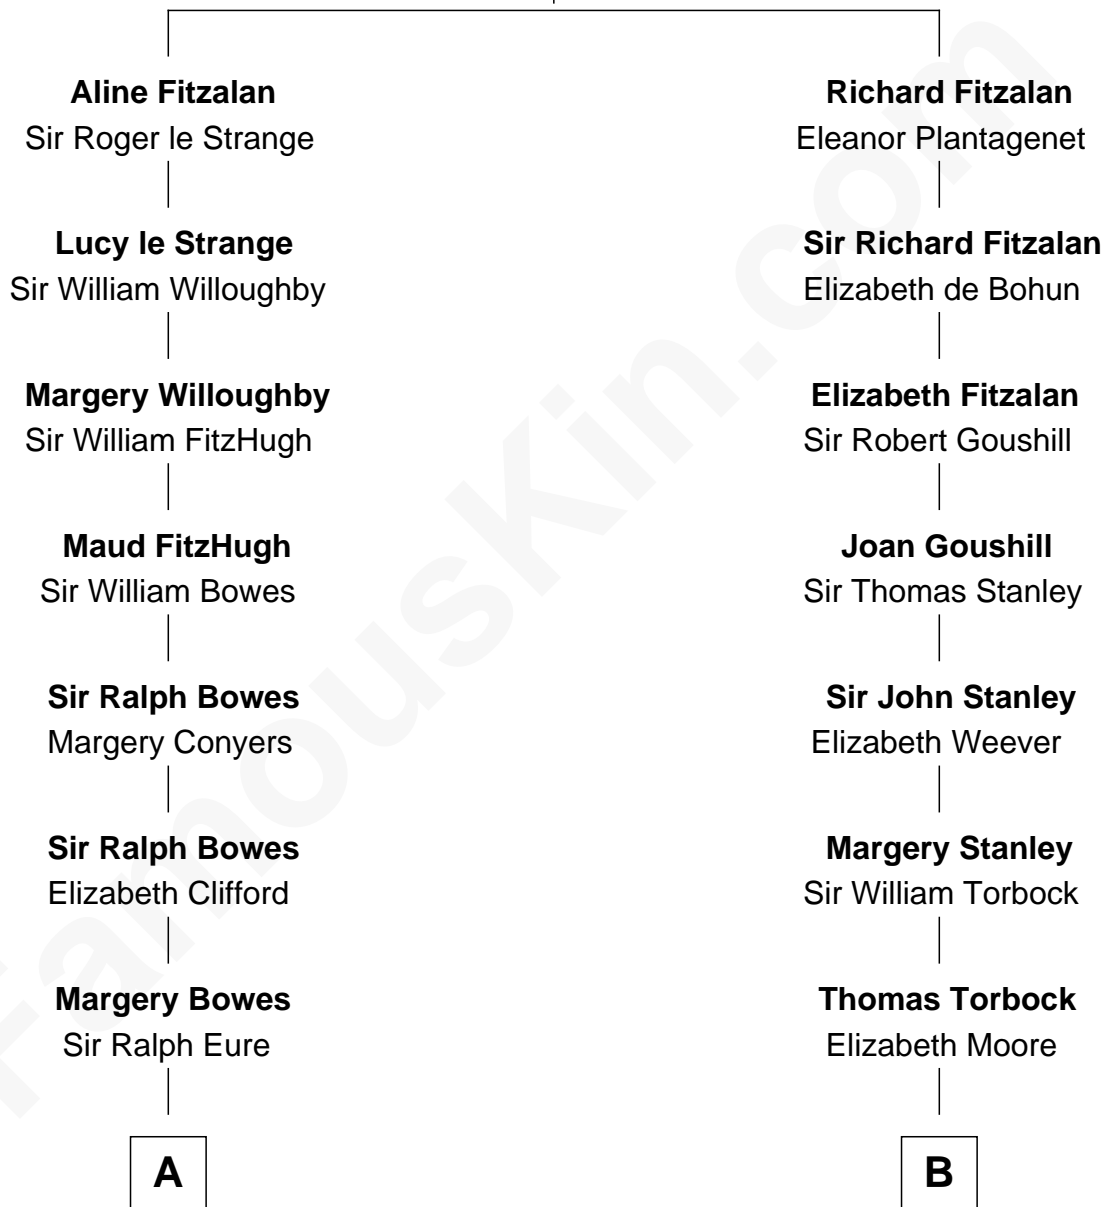 Aline Fitzalan
Sir Roger le Strange
Richard Fitzalan
Eleanor Plantagenet
Lucy le Strange
Sir William Willoughby
Sir Richard Fitzalan
Elizabeth de Bohun
Margery Willoughby
Sir William FitzHugh
Elizabeth Fitzalan
Sir Robert Goushill
Maud FitzHugh
Sir William Bowes
Joan Goushill
Sir Thomas Stanley
Sir Ralph Bowes
Margery Conyers
Sir John Stanley
Elizabeth Weever
Sir Ralph Bowes
Elizabeth Clifford
Margery Stanley
Sir William Torbock
Margery Bowes
Sir Ralph Eure
Thomas Torbock
Elizabeth Moore
A
B
FamousKin.com